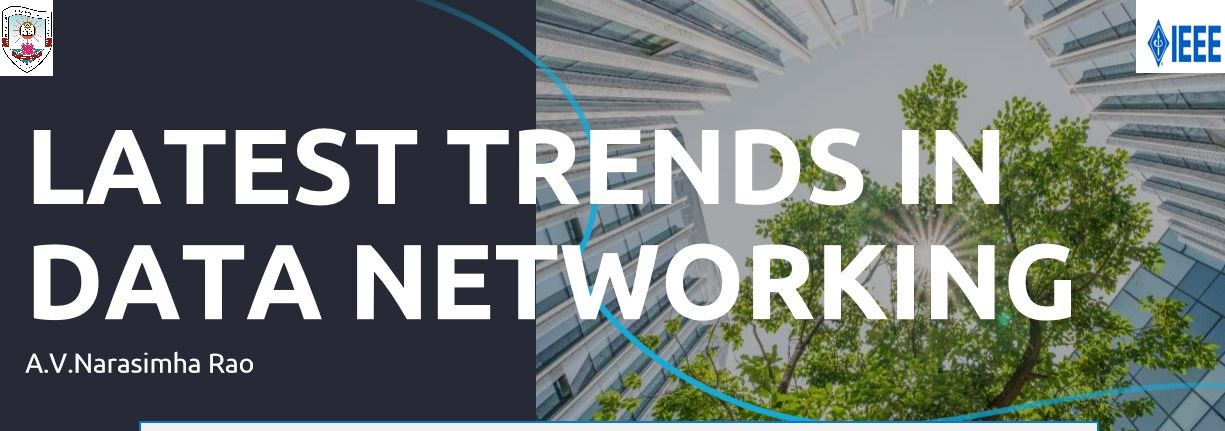 IEEE
LATEST TRENDS IN
DATA NETWORKING
A.V.Narasimha Rao